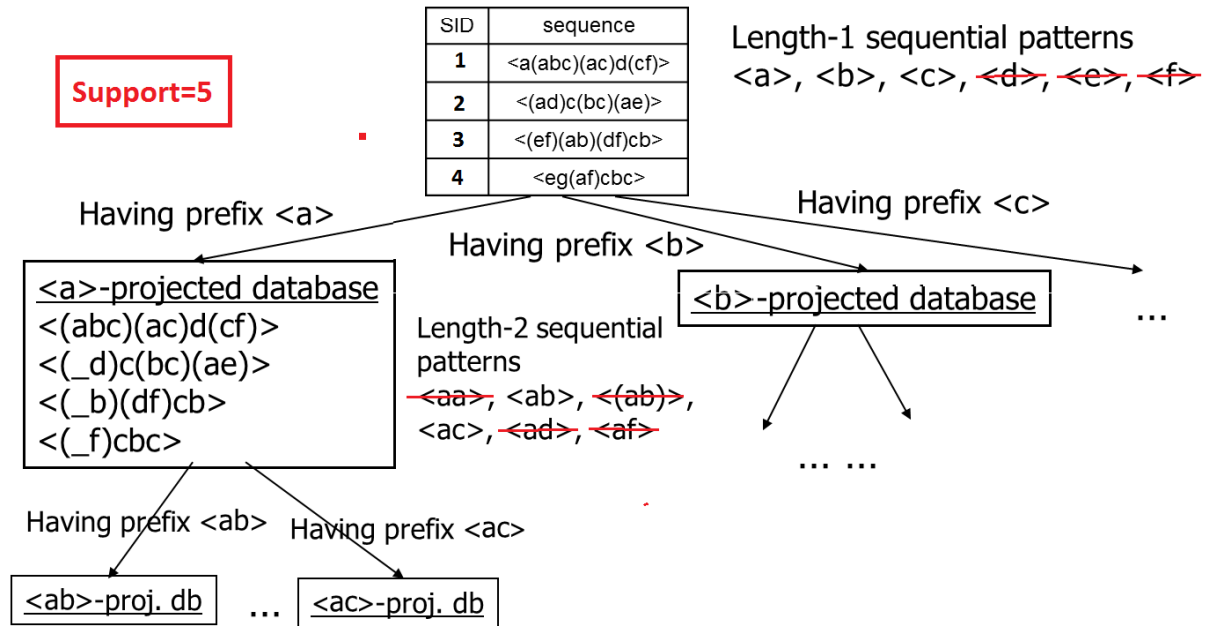 SID sequence
1 <a(abc)(ac)d(cf)>
2 <(ad)c(bc)(ae)>
3 <(ef)(ab)(df)cb>
4 <eg(af)cbc>
Support=5
Length-1 sequential patterns
<a>, <b>, <c>, <d>, <e>, <f>
Having prefix <a>
Having prefix <b>
Having prefix <c>
<a>-projected database
<(abc)(ac)d(cf)>
<(_d)c(bc)(ae)>
<(_b)(df)cb>
<(_f)cbc>
Length-2 sequential
patterns
<aa>, <ab>, <(ab)>,
<ac>, <ad>, <af>
<b>-projected database
...
... ...
Having prefix <ab>
Having prefix <ac>
<ab>-proj. db
...
<ac>-proj. db